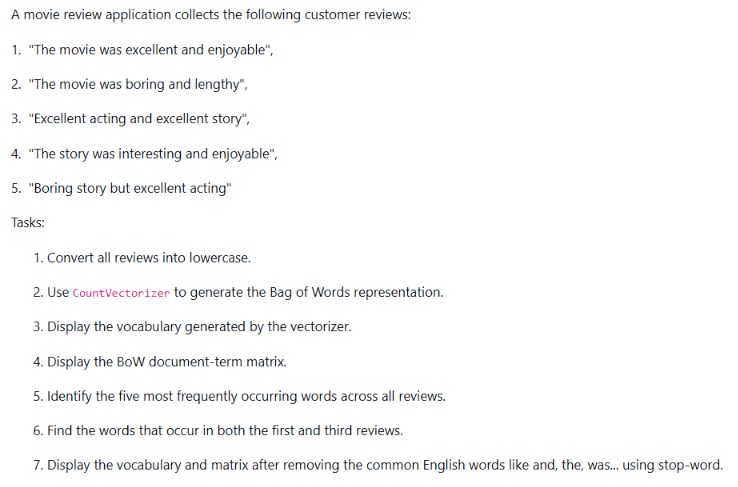 A movie review application collects the following customer reviews:
1. "The movie was excellent and enjoyable",
2. "The movie was boring and lengthy",
3. "Excellent acting and excellent story",
4. "The story was interesting and enjoyable",
5. "Boring story but excellent acting"
Tasks:
1. Convert all reviews into lowercase.
2. Use CountVectorizer to generate the Bag of Words representation.
3. Display the vocabulary generated by the vectorizer.
4. Display the BoW document-term matrix.
5. Identify the five most frequently occurring words across all reviews.
6. Find the words that occur in both the first and third reviews.
7. Display the vocabulary and matrix after removing the common English words like and, the, was... using stop-word.